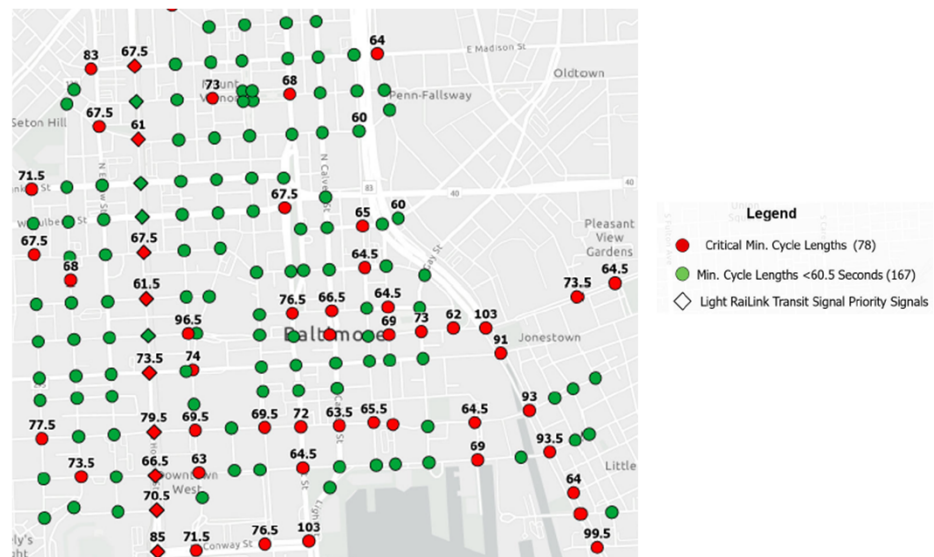 64
E Madison St
83
67.5
Oldtown
73
68
Mount
Vernon
Penn-Fallsway
67.5
61
60
Seton Hill
71.5
83
40
40
67.5
60
65
Pleasant
View
Gardens
67.5
67.5
68
64.5
64.5
73.5
61.5
76.5
66.5
64.5
96.5
Baltimore
69
73
62
103
91
Jonestown
73.5
74
93
79.5
69.5
69.5
72
63.5
65.5
64.5
77.5
93.5
73.5
66.5
63
64.5
69
Little
Downtown
West
64
70.5
85
71.5
Conway St
76.5
103
99.5
Legend
Critical Min. Cycle Lengths (78)
Min. Cycle Lengths <60.5 Seconds (167)
Light RaiLink Transit Signal Priority Signals